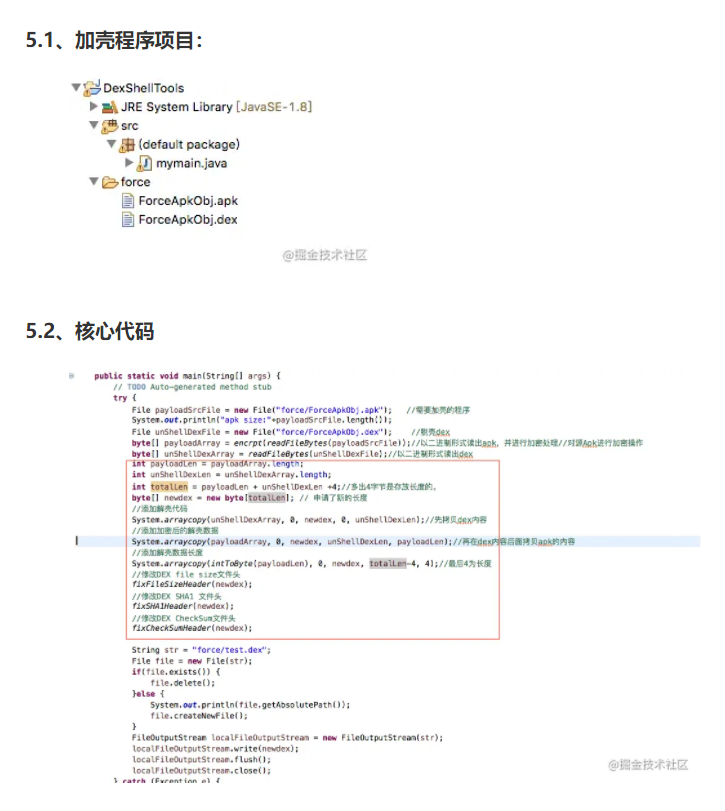 5.1、加壳程序项目：
DexShellTools
JRE System Library [JavaSE-1.8]
src
(default package)
mymain.java
force
ForceApkObj.apk
ForceApkObj.dex
@掘金技术社区
5.2、核心代码
public static void main(String[] args) {
// TODO Auto-generated method stub
try {
File payloadSrcFile = new File("force/ForceApkObj.apk");   //需要加壳的程序
System.out.println("apk size:"+payloadSrcFile.length());
File unShellDexFile = new File("force/ForceApkObj.dex");    //脱壳dex
byte[] payloadArray = encrpt(readFileBytes(payloadSrcFile));//以二进制形式读出apk，并进行加密处理//对源Apk进行加密操作
byte[] unShellDexArray = readFileBytes(unShellDexFile);//以二进制形式读出dex
int payloadLen = payloadArray.length;
int unShellDexLen = unShellDexArray.length;
int totalLen = payloadLen + unShellDexLen +4;//多出4字节是存放长度的。
byte[] newdex = new byte[totalLen]; // 申请了新的长度
//添加解壳代码
System.arraycopy(unShellDexArray, 0, newdex, 0, unShellDexLen);//先拷贝dex内容
//添加加密后的解壳数据
System.arraycopy(payloadArray, 0, newdex, unShellDexLen, payloadLen);//再在dex内容后面拷贝apk的内容
//添加解壳数据长度
System.arraycopy(intToByte(payloadLen), 0, newdex, totalLen-4, 4);//最后4为长度
//修改DEX file size文件头
fixFileSizeHeader(newdex);
//修改DEX SHA1 文件头
fixSHA1Header(newdex);
//修改DEX CheckSum文件头
fixCheckSumHeader(newdex);
String str = "force/test.dex";
File file = new File(str);
if(file.exists()) {
file.delete();
}else {
System.out.println(file.getAbsolutePath());
file.createNewFile();
}
FileOutputStream localFileOutputStream = new FileOutputStream(str);
localFileOutputStream.write(newdex);
localFileOutputStream.flush();
localFileOutputStream.close();
} catch (Exception e) {
@掘金技术社区